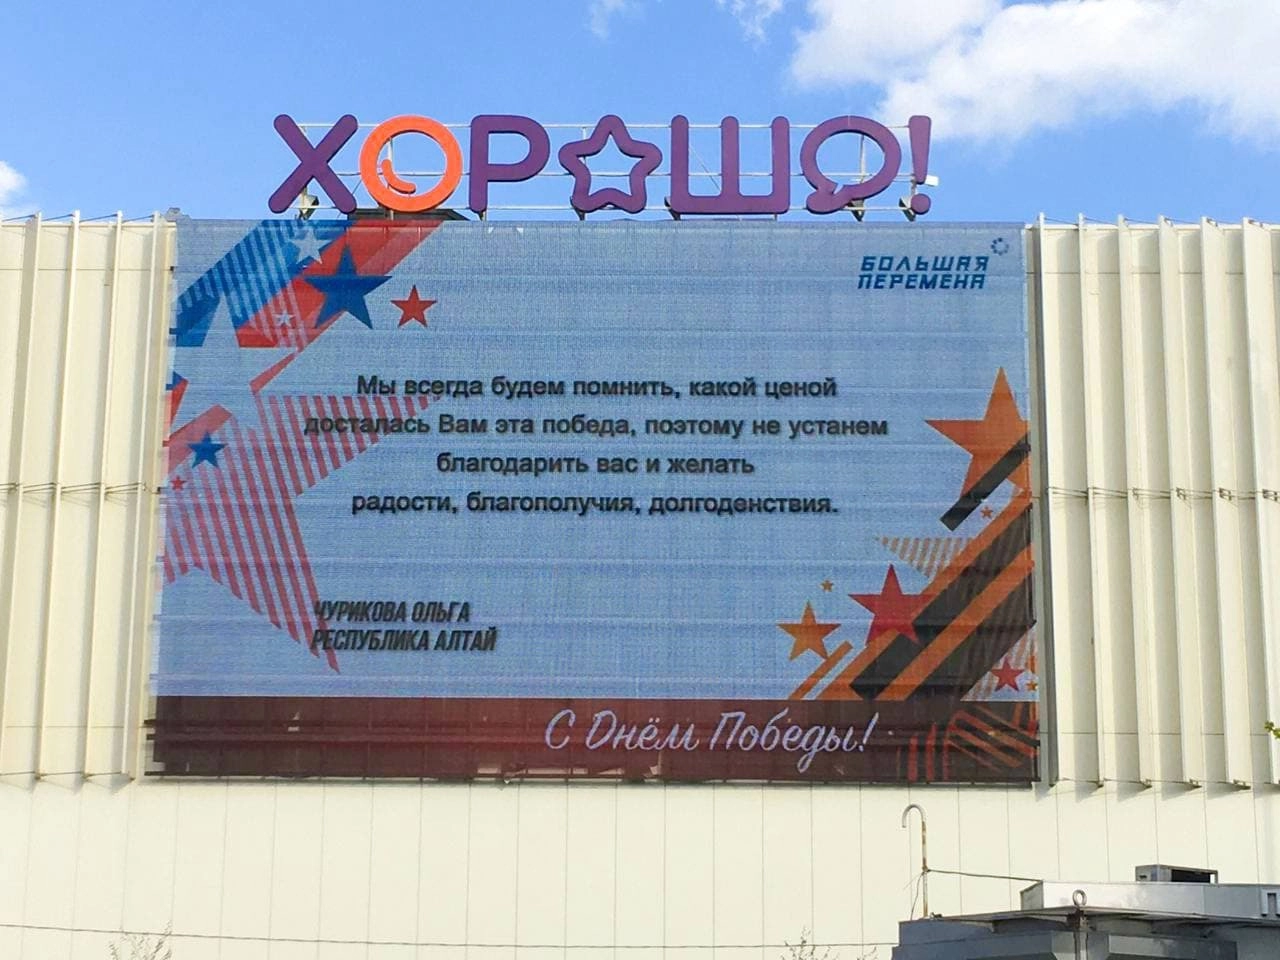 ХОРОШО!
БОЛЬШАЯ
ПЕРЕМЕНА
Мы всегда будем помнить, какой ценой
досталась Вам эта победа, поэтому не устанем
благодарить вас и желать
радости, благополучия, долгоденствия.
ЧУРИКОВА ОЛЬГА
РЕСПУБЛИКА АЛТАЙ
С Днём Победы!